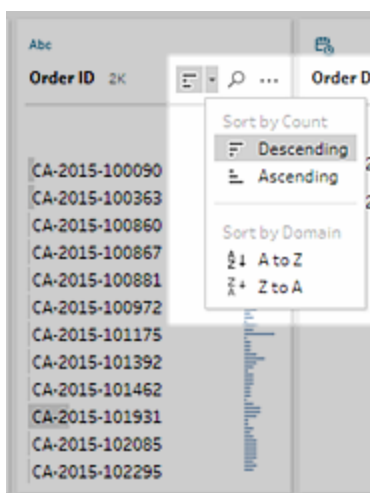 Abc
Order ID 2K
Order D
Sort by Count
Descending
Ascending
Sort by Domain
A to Z
Z to A
CA-2015-100090
CA-2015-100363
CA-2015-100860
CA-2015-100867
CA-2015-100881
CA-2015-100972
CA-2015-101175
CA-2015-101392
CA-2015-101462
CA-2015-101931
CA-2015-102085
CA-2015-102295